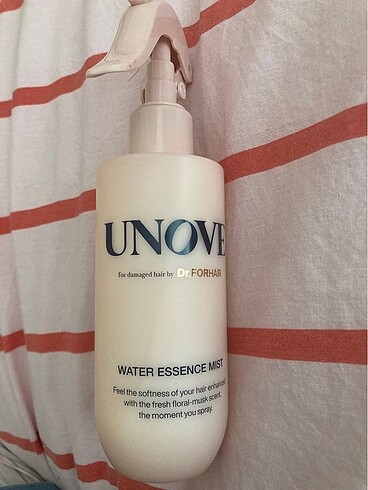 UNOVE
For damaged hair by Dr.FORHAIR
WATER ESSENCE MIST
Feel the softness of your hair enhanced
with the fresh floral-musk scent,
the moment you spray.